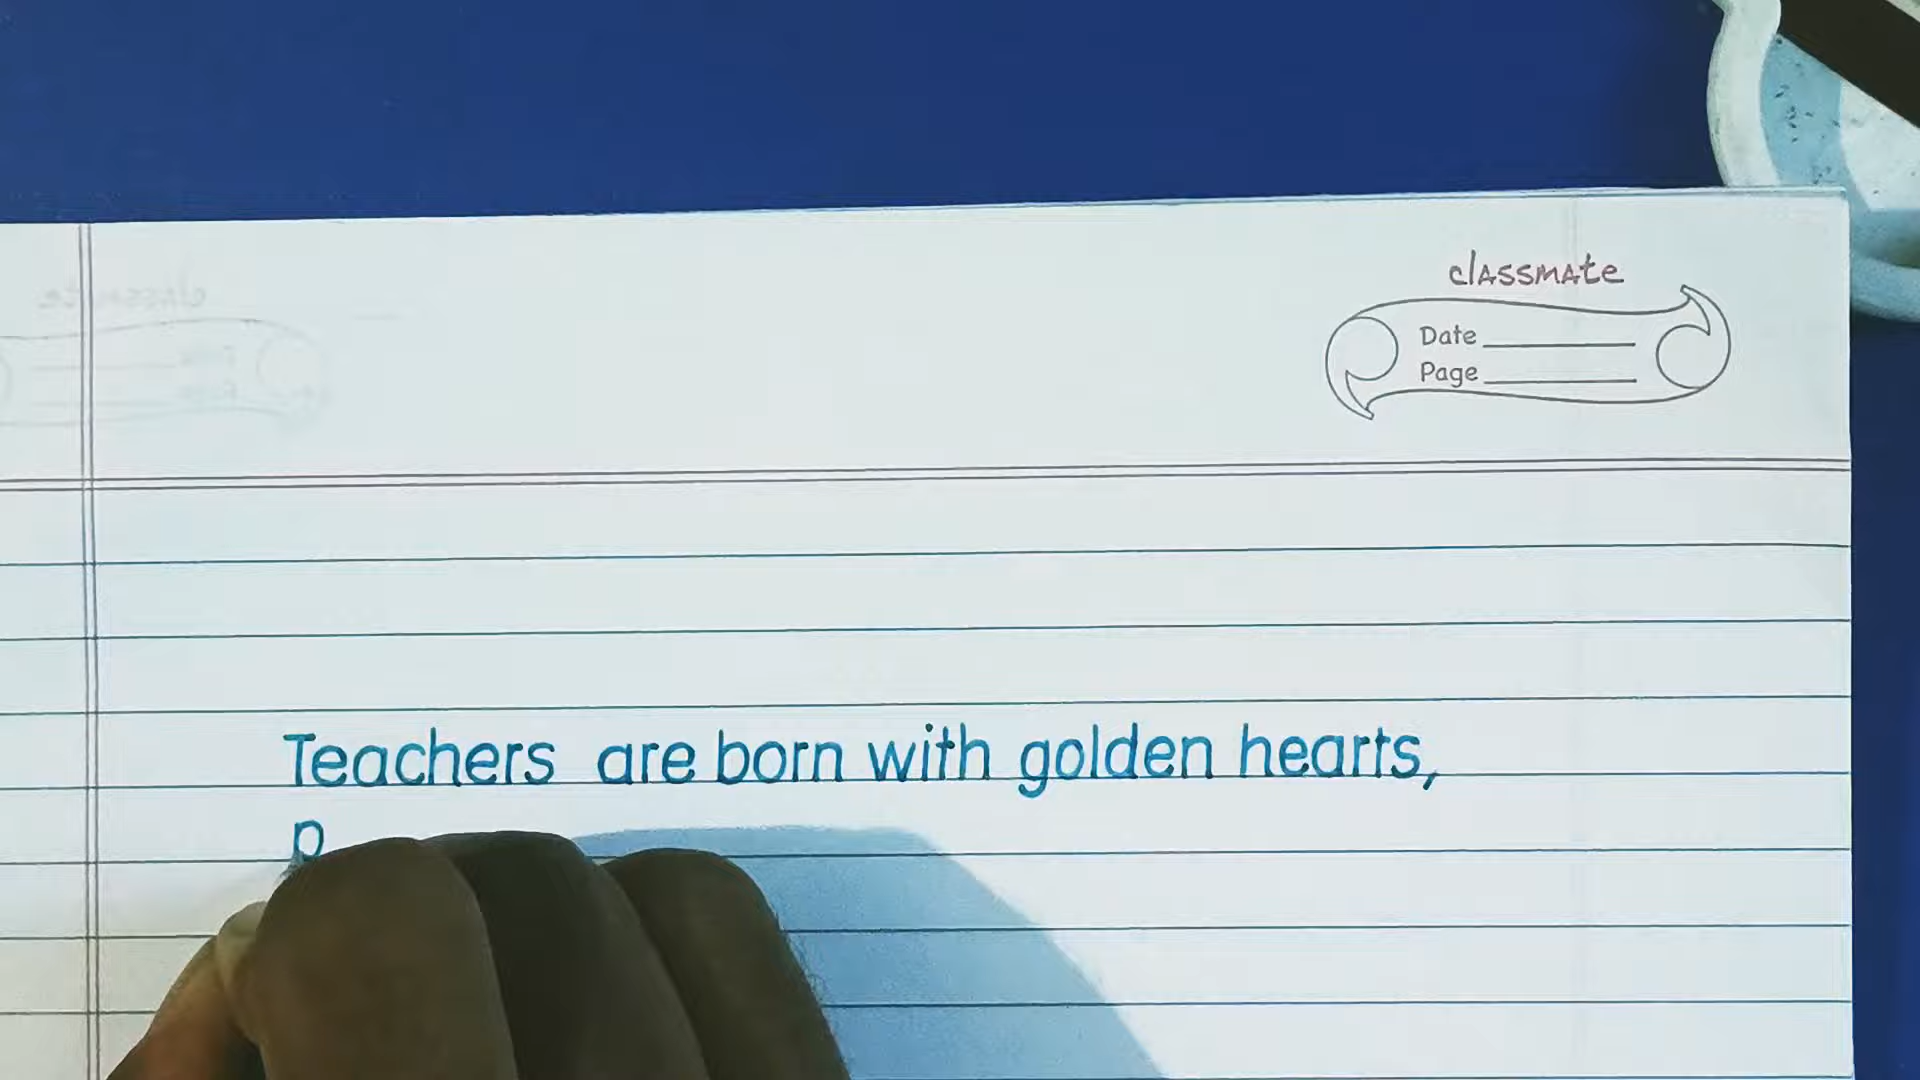 classmate
Date
Page
Teachers are born with golden hearts,
p